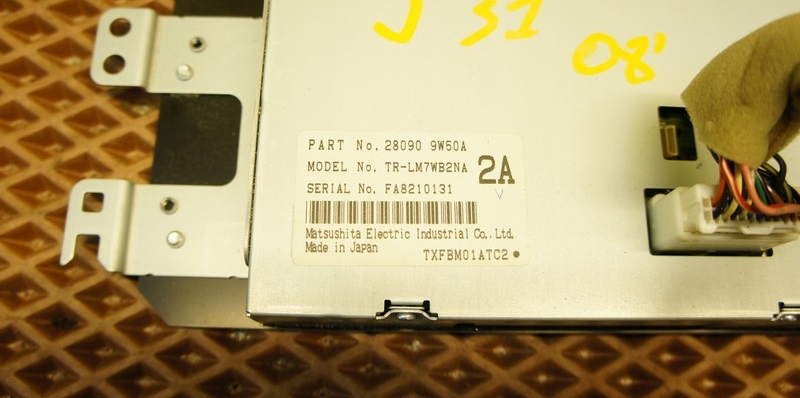 J 31
08'
PART No. 28090 9W50A
MODEL No. TR-LM7WB2NA
2A
SERIAL No. FA8210131
Matsushita Electric Industrial Co., Ltd.
Made in Japan
TXFBM01ATC2